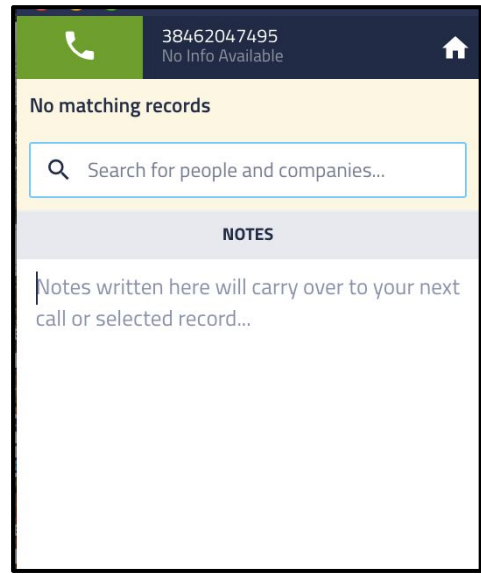 38462047495
No Info Available
No matching records
Search for people and companies...
NOTES
Notes written here will carry over to your next
call or selected record...